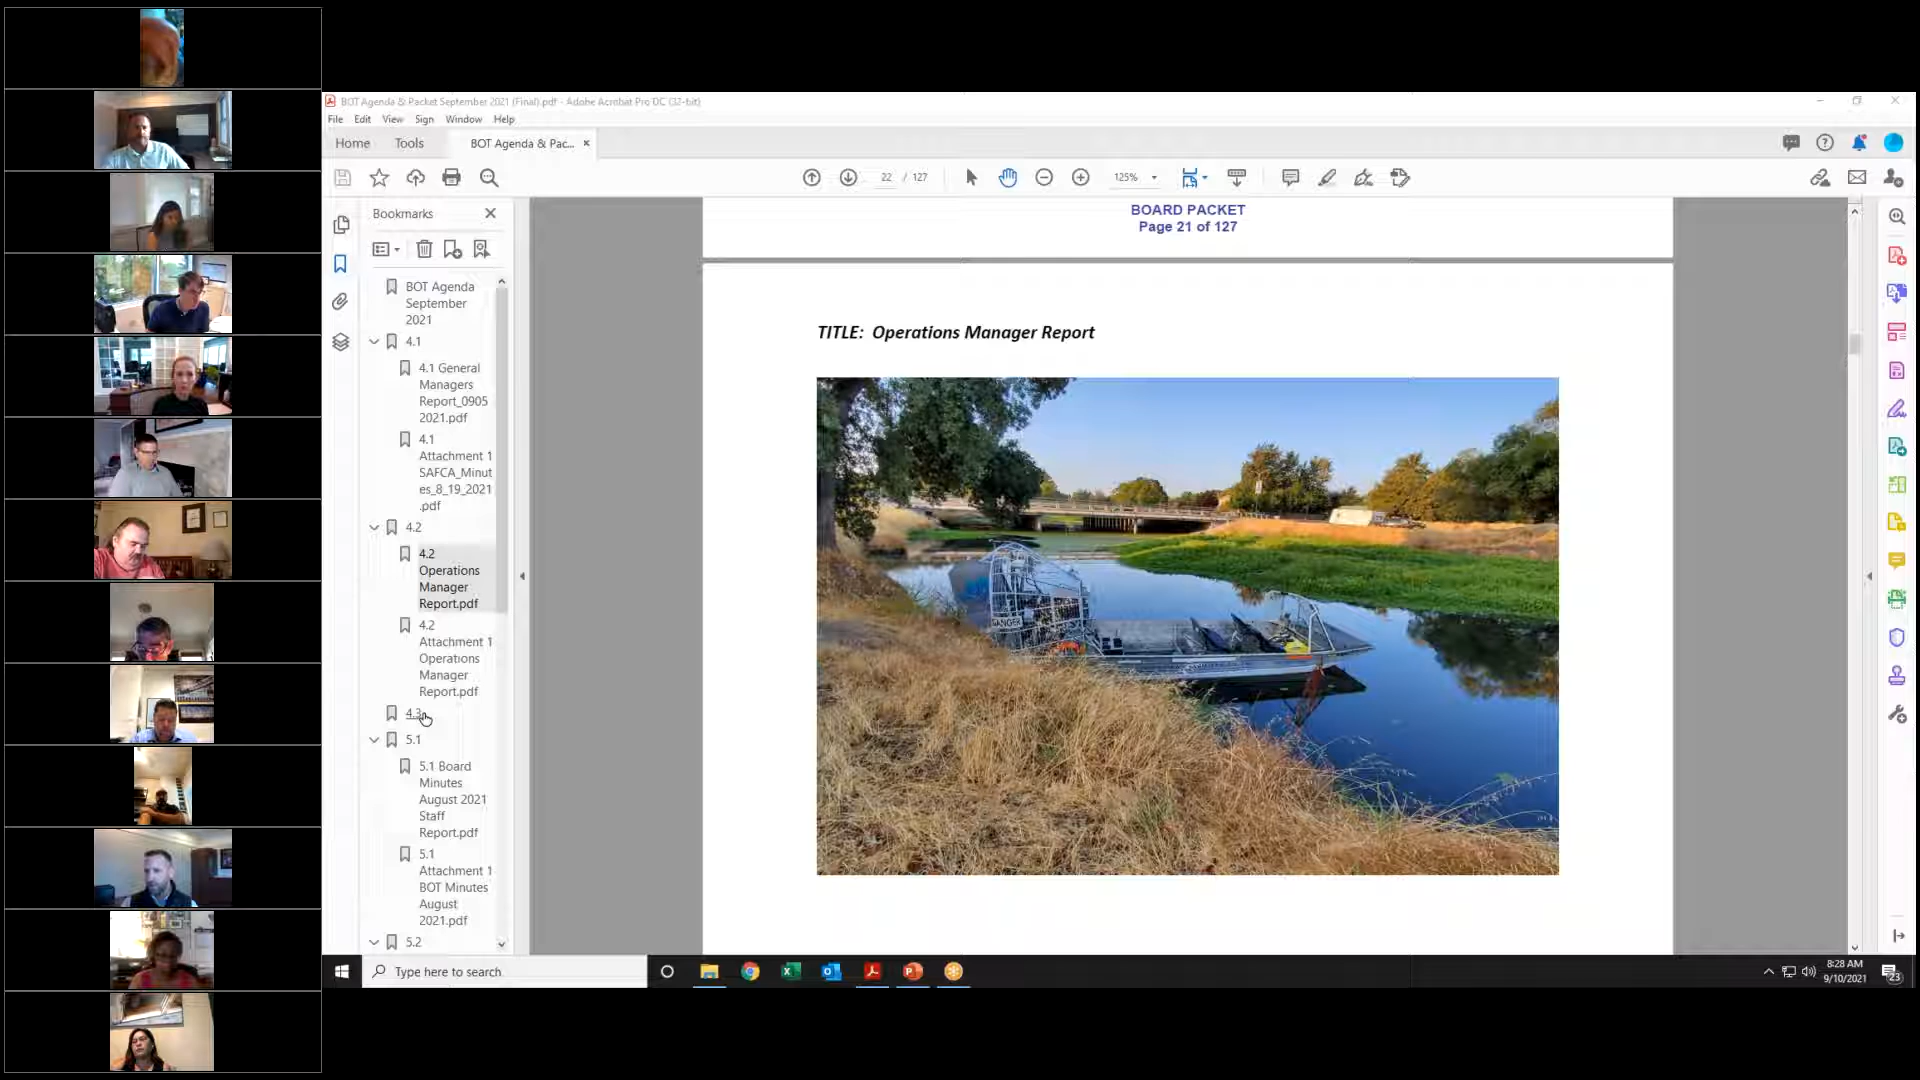 BOT Agenda & Packet September 2021 (Final).pdf - Adobe Acrobat Pro DC (32-bit)
File Edit View Sign Window Help
Home Tools BOT Agenda & Pac... ×
22 / 127 125%
Bookmarks
BOT Agenda
September
2021
4.1
4.1 General
Managers
Report_0905
2021.pdf
4.1
Attachment 1
SAFCA_Minut
es_8_19_2021
.pdf
4.2
4.2
Operations
Manager
Report.pdf
4.2
Attachment 1
Operations
Manager
Report.pdf
4.3
5.1
5.1 Board
Minutes
August 2021
Staff
Report.pdf
5.1
Attachment 1
BOT Minutes
August
2021.pdf
5.2
BOARD PACKET
Page 21 of 127
TITLE: Operations Manager Report
DANGER
Type here to search
8:28 AM
9/10/2021
23